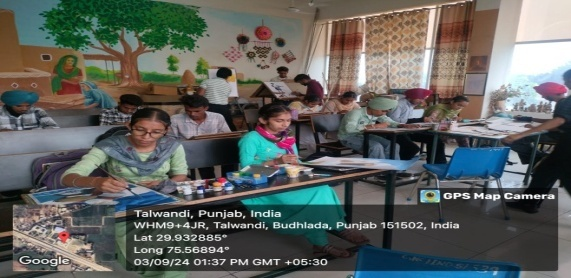 GPS Map Camera
Talwandi, Punjab, India
WHM9+4JR, Talwandi, Budhlada, Punjab 151502, India
Lat 29.932885°
Long 75.56894°
03/09/24 01:37 PM GMT +05:30
Google